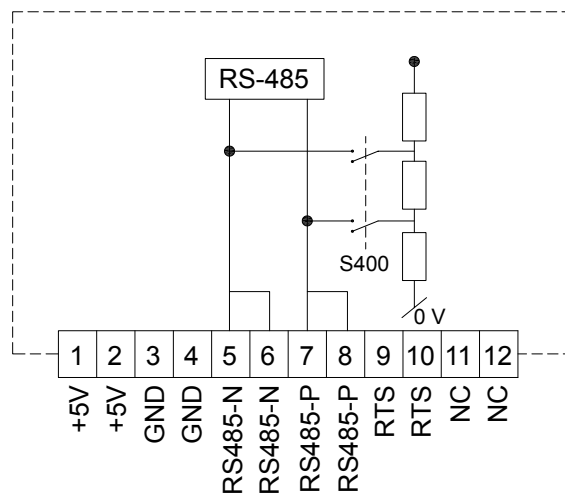 RS-485
S400
0 V
1 2 3 4 5 6 7 8 9 10 11 12
+5V
+5V
GND
GND
RS485-N
RS485-N
RS485-P
RS485-P
RTS
RTS
NC
NC